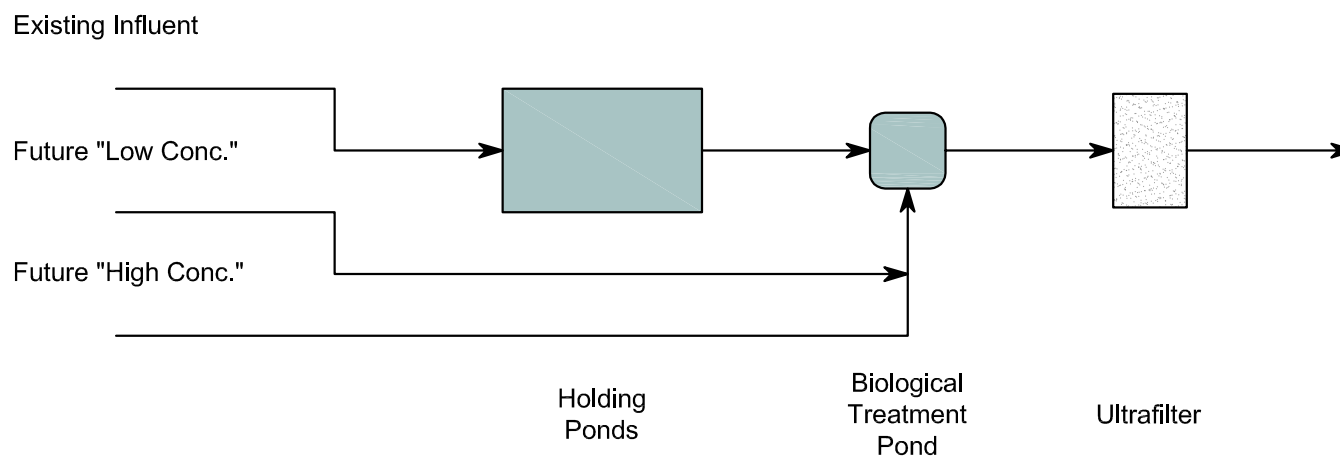 Existing Influent
Future "Low Conc."
Future "High Conc."
Holding
Ponds
Biological
Treatment
Pond
Ultrafilter